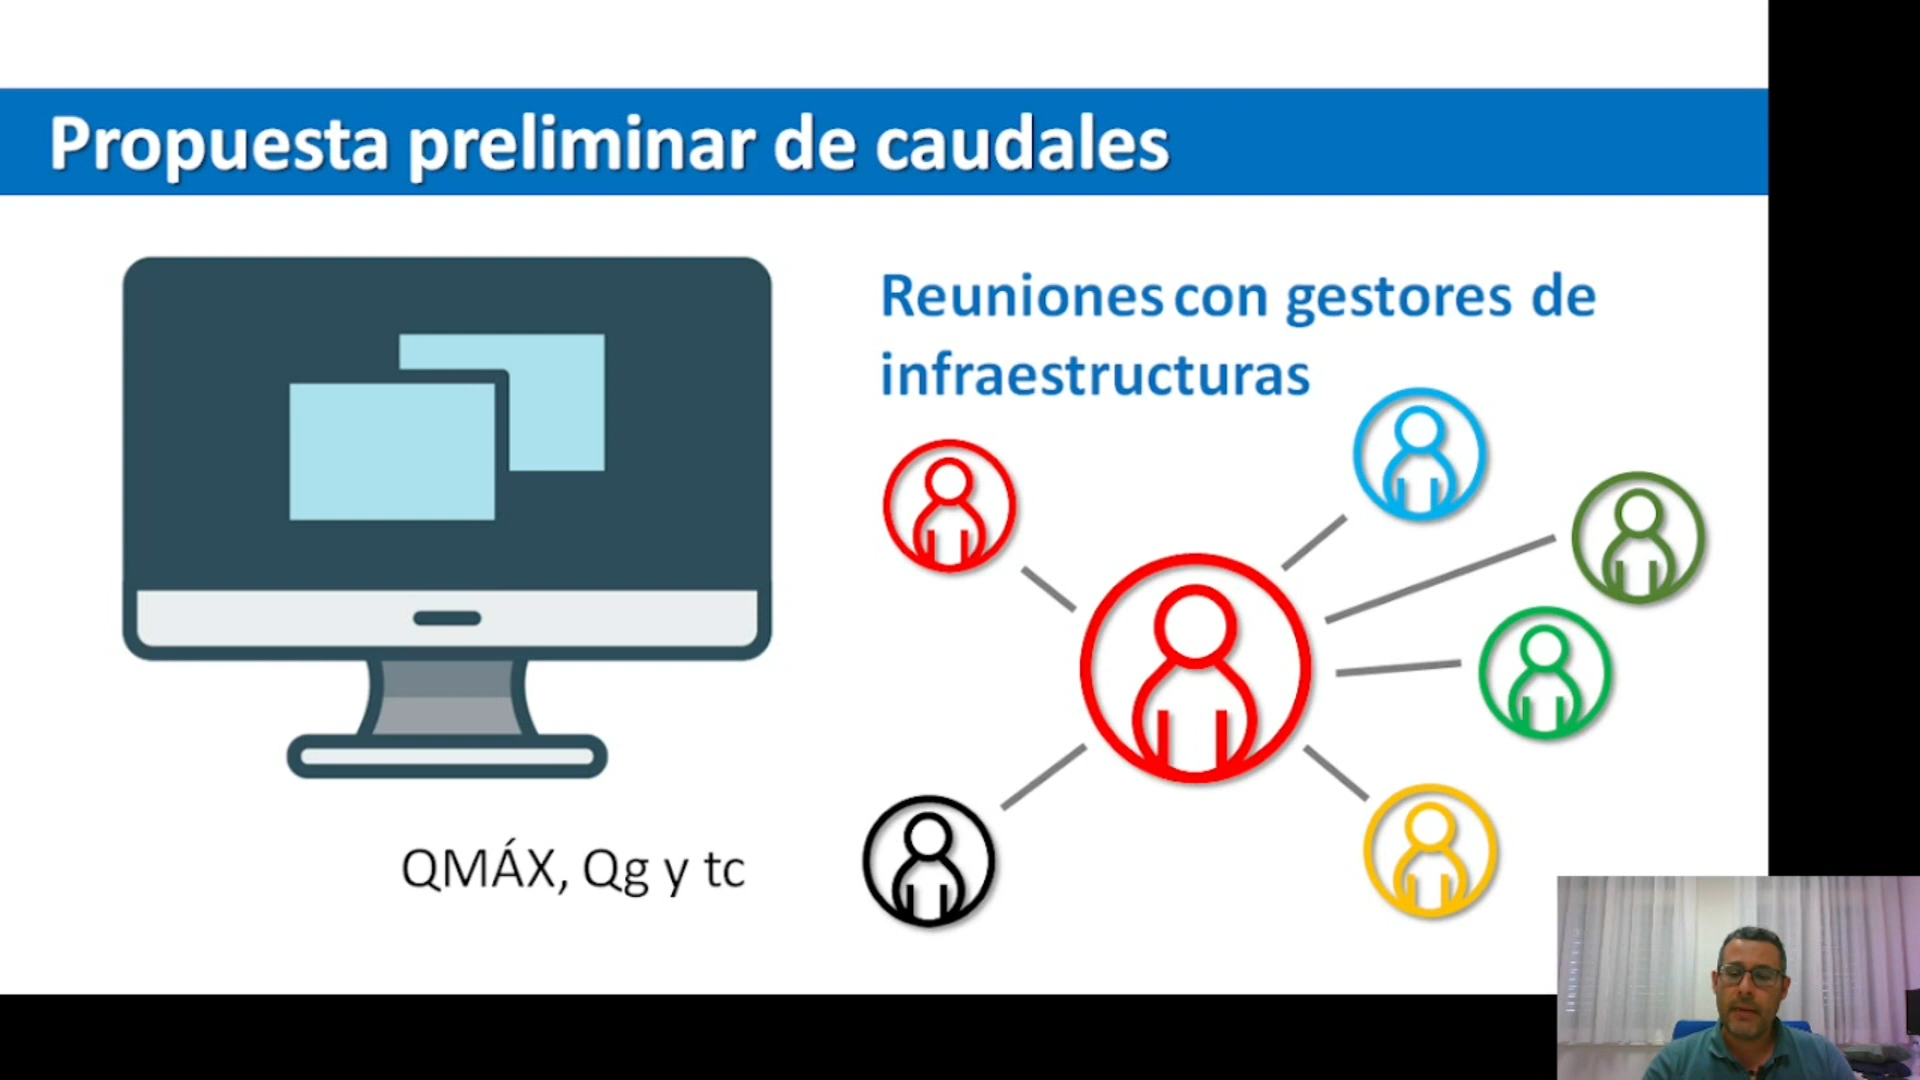 Propuesta preliminar de caudales
Reuniones con gestores de
infraestructuras
QMÁX, Qg y tc